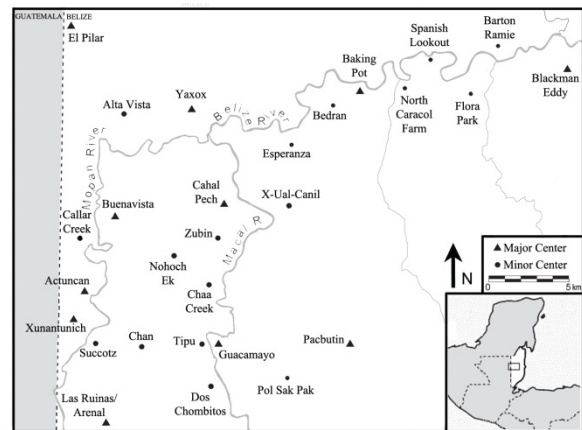 GUATEMALA
BELIZE
El Pilar
Barton
Ramie
Spanish
Lookout
Baking
Pot
Blackman
Eddy
Alta Vista
Yaxox
Belize River
Bedran
North
Caracol
Farm
Flora
Park
Mopan River
Esperanza
Cahal
Pech
X-Ual-Canil
Buenavista
Callar
Creek
Zubin
Macal R.
Nohoch
Ek
Chaa
Creek
Actuncan
Xunantunich
Succotz
Chan
Tipu
Guacamayo
Pacbutin
Pol Sak Pak
Las Ruinas/
Arenal
Dos
Chombitos
N
Major Center
Minor Center
0
5
km